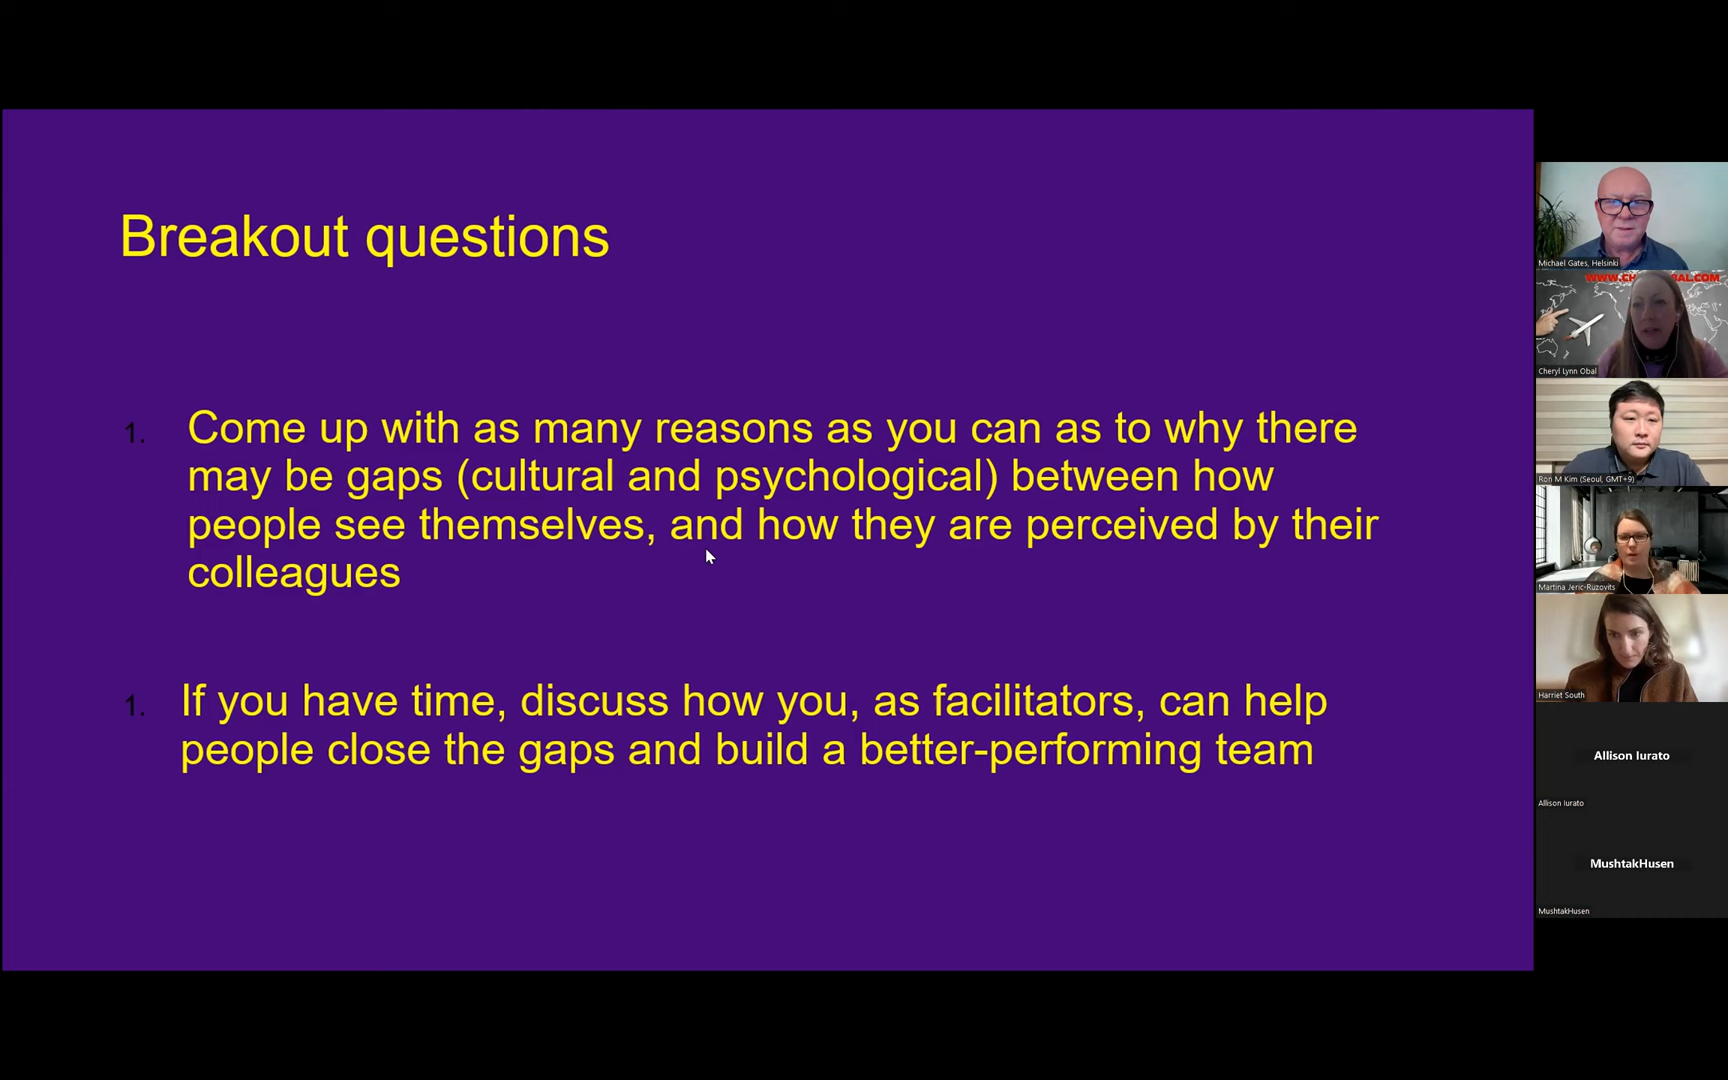 Breakout questions
1. Come up with as many reasons as you can as to why there
may be gaps (cultural and psychological) between how
people see themselves, and how they are perceived by their
colleagues
1. If you have time, discuss how you, as facilitators, can help
people close the gaps and build a better-performing team
Michael Gates, Helsinki
Cheryl Lynn Obal
Ron M Kim (Seoul, GMT+9)
Martina Jeric-Ruzovits
Harriet South
Allison Iurato
Allison Iurato
MushtakHusen
MushtakHusen